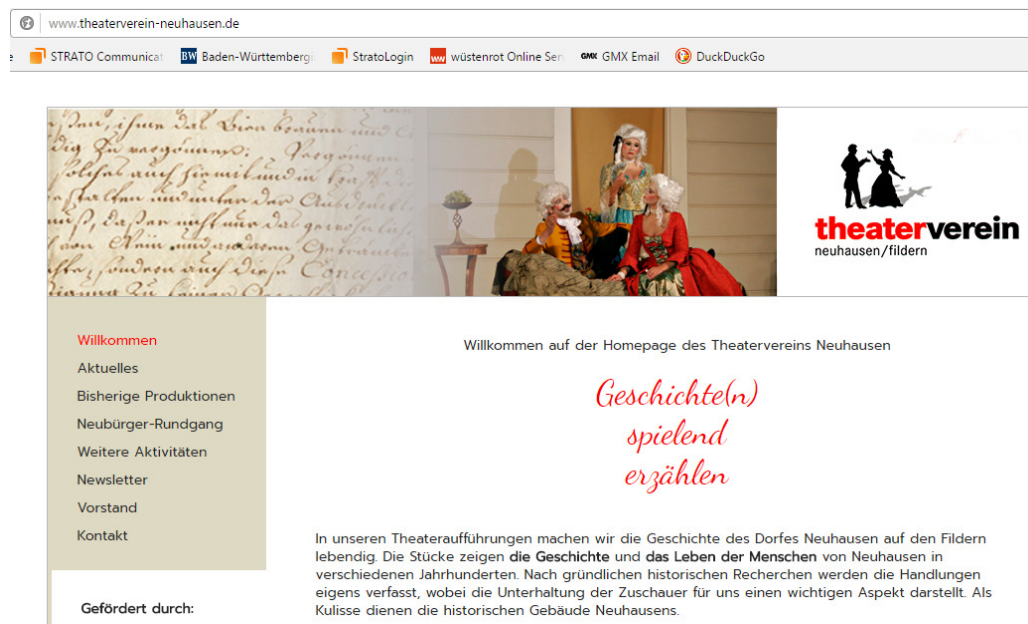 www.theaterverein-neuhausen.de
STRATO Communicat
BW Baden-Württemberg
StratoLogin
ww wüstenrot Online Ser
GMX GMX Email
DuckDuckGo
theaterverein
neuhausen/fildern
Willkommen
Aktuelles
Bisherige Produktionen
Neubürger-Rundgang
Weitere Aktivitäten
Newsletter
Vorstand
Kontakt
Gefördert durch:
Willkommen auf der Homepage des Theatervereins Neuhausen
Geschichte(n)
spielend
erzählen
In unseren Theateraufführungen machen wir die Geschichte des Dorfes Neuhausen auf den Fildern
lebendig. Die Stücke zeigen die Geschichte und das Leben der Menschen von Neuhausen in
verschiedenen Jahrhunderten. Nach gründlichen historischen Recherchen werden die Handlungen
eigens verfasst, wobei die Unterhaltung der Zuschauer für uns einen wichtigen Aspekt darstellt. Als
Kulisse dienen die historischen Gebäude Neuhausens.